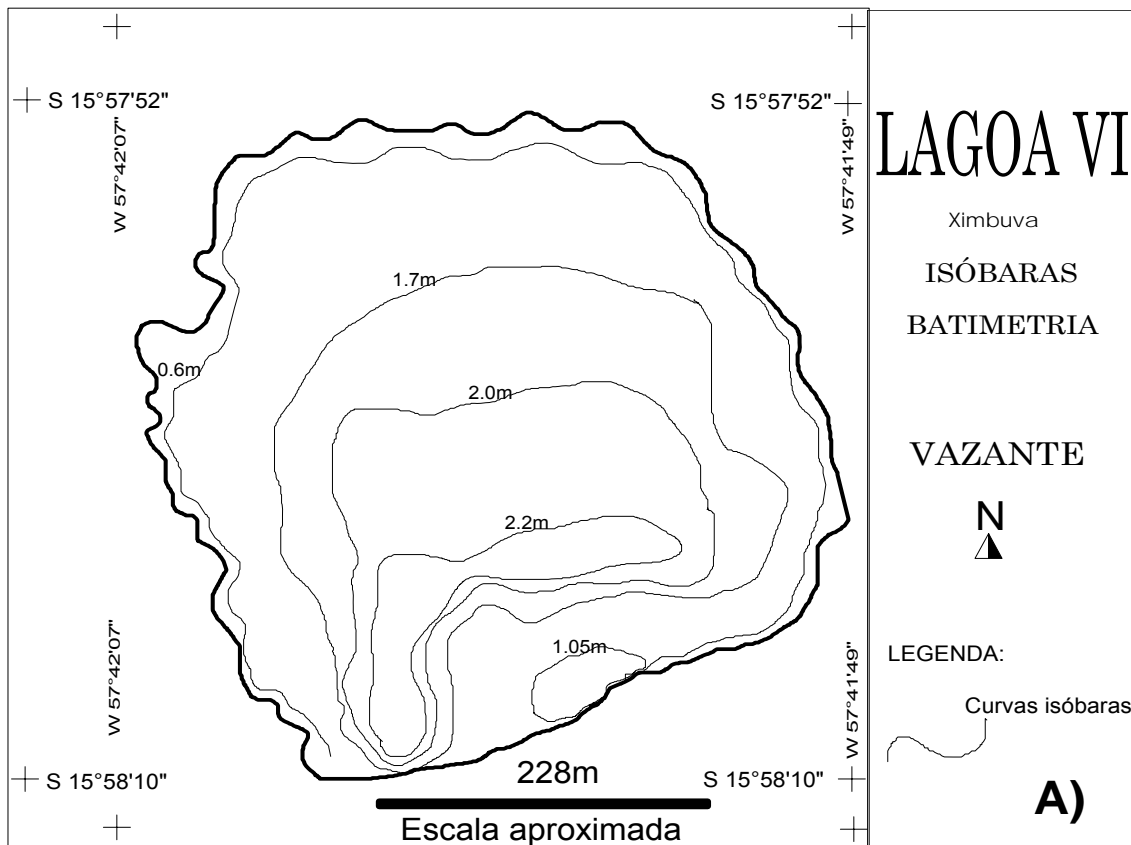 S 15°57'52"
S 15°57'52"
W 57°42'07"
W 57°41'49"
1.7m
0.6m
2.0m
2.2m
1.05m
W 57°42'07"
W 57°41'49"
S 15°58'10"
228m
S 15°58'10"
Escala aproximada
LAGOA VI
Ximbuva
ISÓBARAS
BATIMETRIA
VAZANTE
N
LEGENDA:
Curvas isóbaras
A)